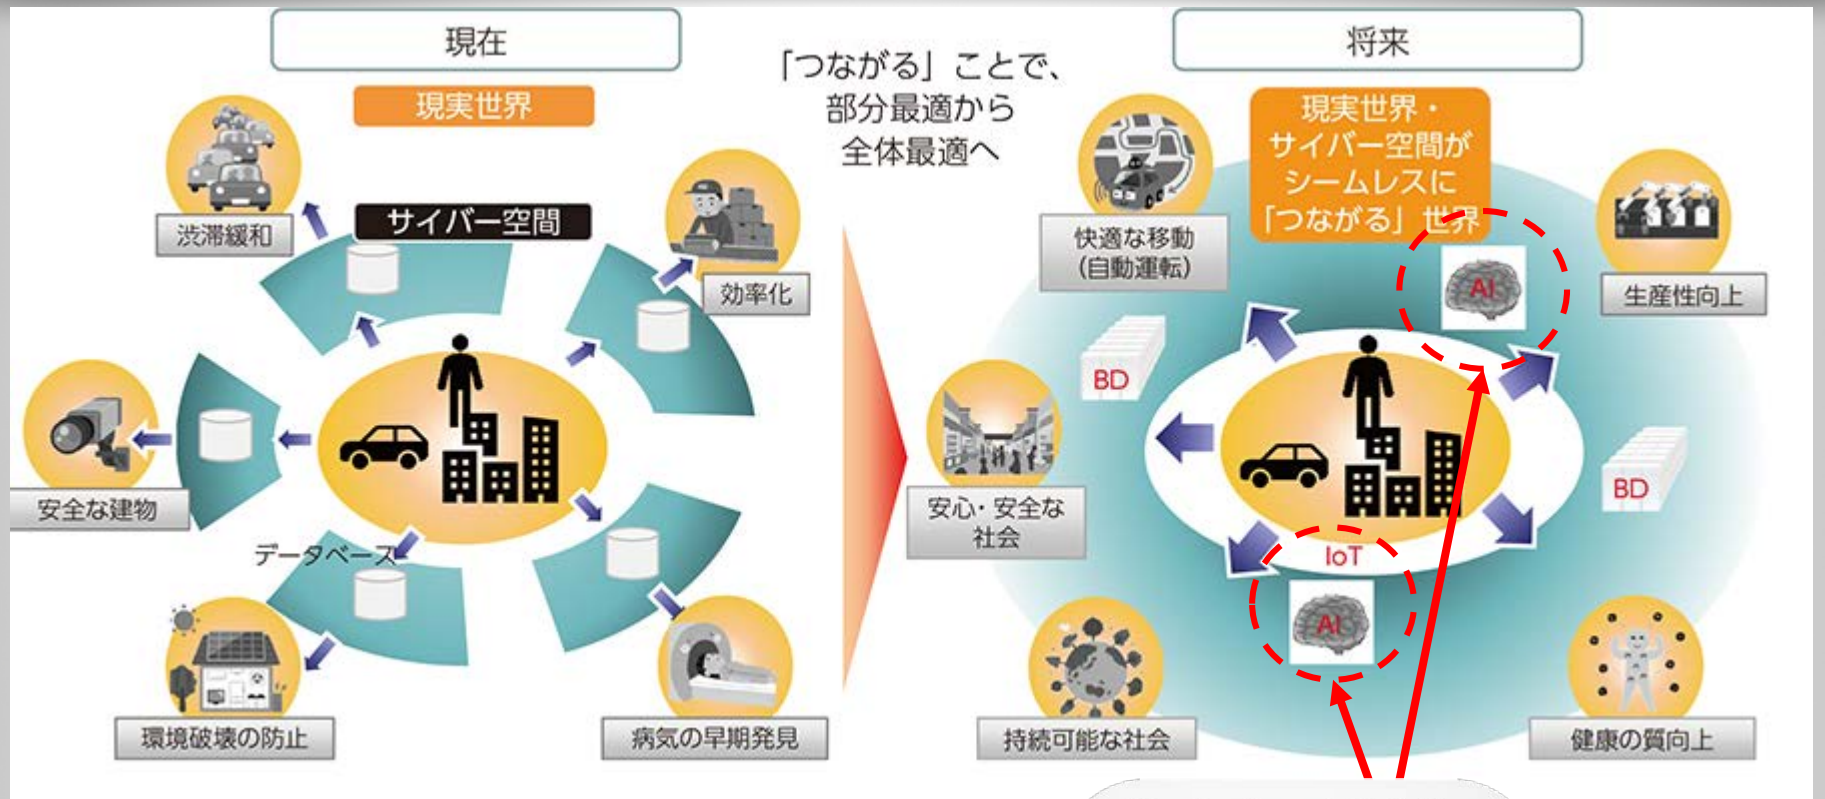 現在
現実世界
渋滞緩和
サイバー空間
効率化
安全な建物
データベース
環境破壊の防止
病気の早期発見
「つながる」ことで、
部分最適から
全体最適へ
将来
現実世界・
サイバー空間が
シームレスに
「つながる」世界
快適な移動
(自動運転)
AI
生産性向上
BD
BD
安心・安全な
社会
IoT
AI
持続可能な社会
健康の質向上